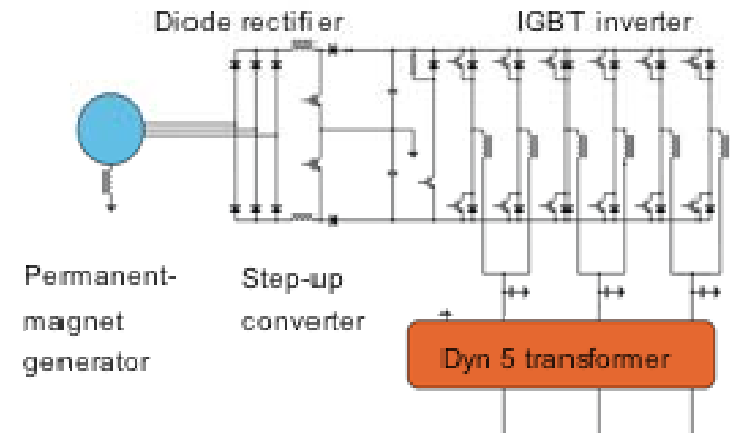 Diode rectifier
IGBT inverter
Permanent-
magnet
generator
Step-up
converter
Dyn 5 transformer